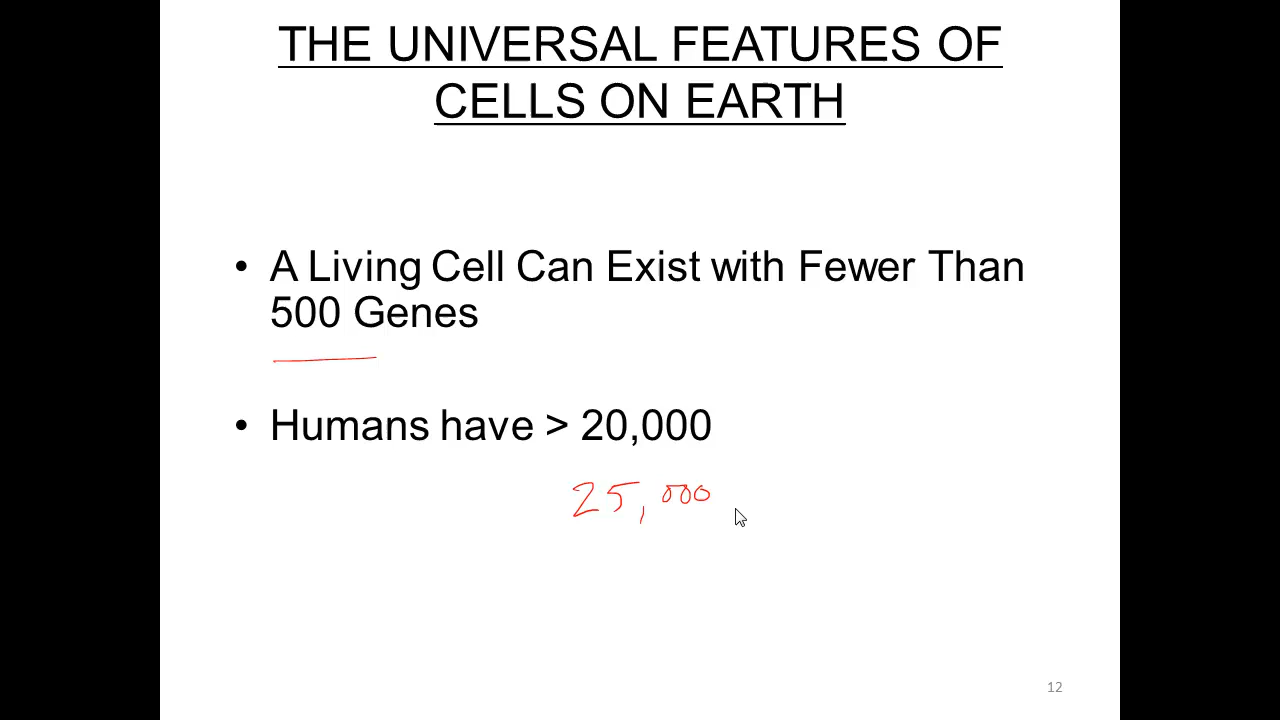 THE UNIVERSAL FEATURES OF
CELLS ON EARTH
• A Living Cell Can Exist with Fewer Than
500 Genes
• Humans have > 20,000
25,000
12